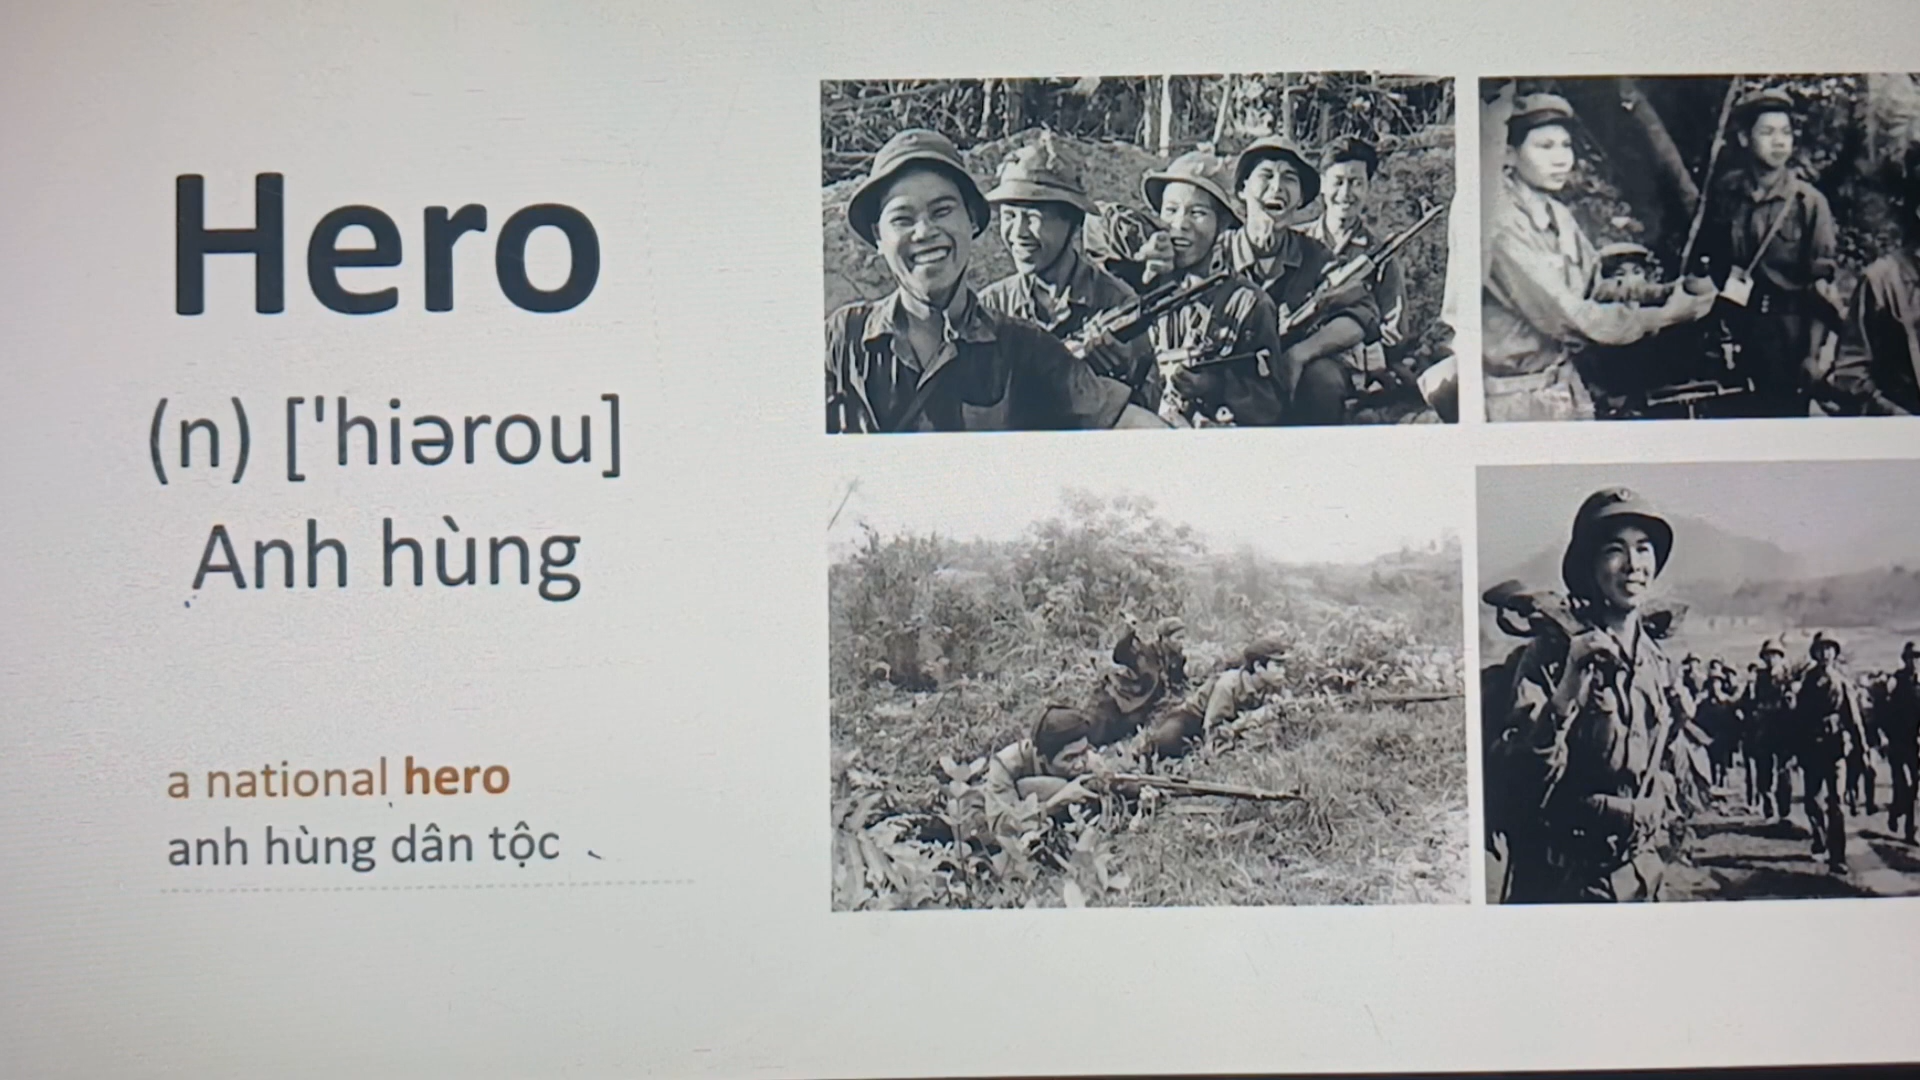 Hero
(n) ['hiərou]
Anh hùng
a national hero
anh hùng dân tộc